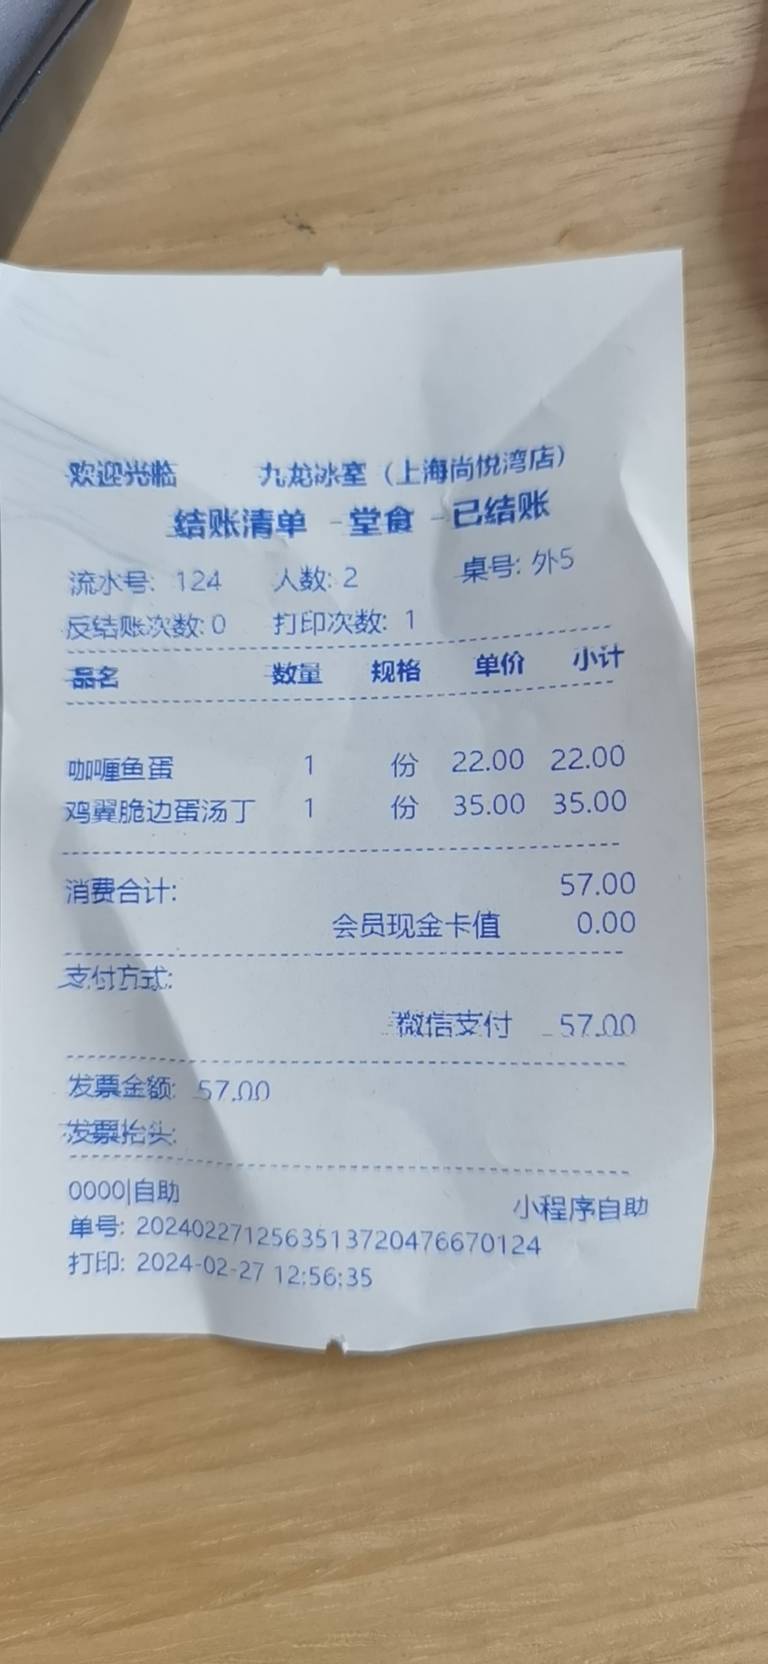 欢迎光临 九龙冰室（上海尚悦湾店）
结账清单 - 堂食 - 已结账
流水号: 124 人数: 2 桌号: 外5
反结账次数: 0 打印次数: 1
品名 数量 规格 单价 小计
咖喱鱼蛋 1 份 22.00 22.00
鸡翼脆边蛋汤丁 1 份 35.00 35.00
消费合计: 57.00
会员现金卡值 0.00
支付方式:
微信支付 57.00
发票金额: 57.00
发票抬头:
0000|自助 小程序自助
单号: 20240227125635137204766​70124
打印: 2024-02-27 12:56:35